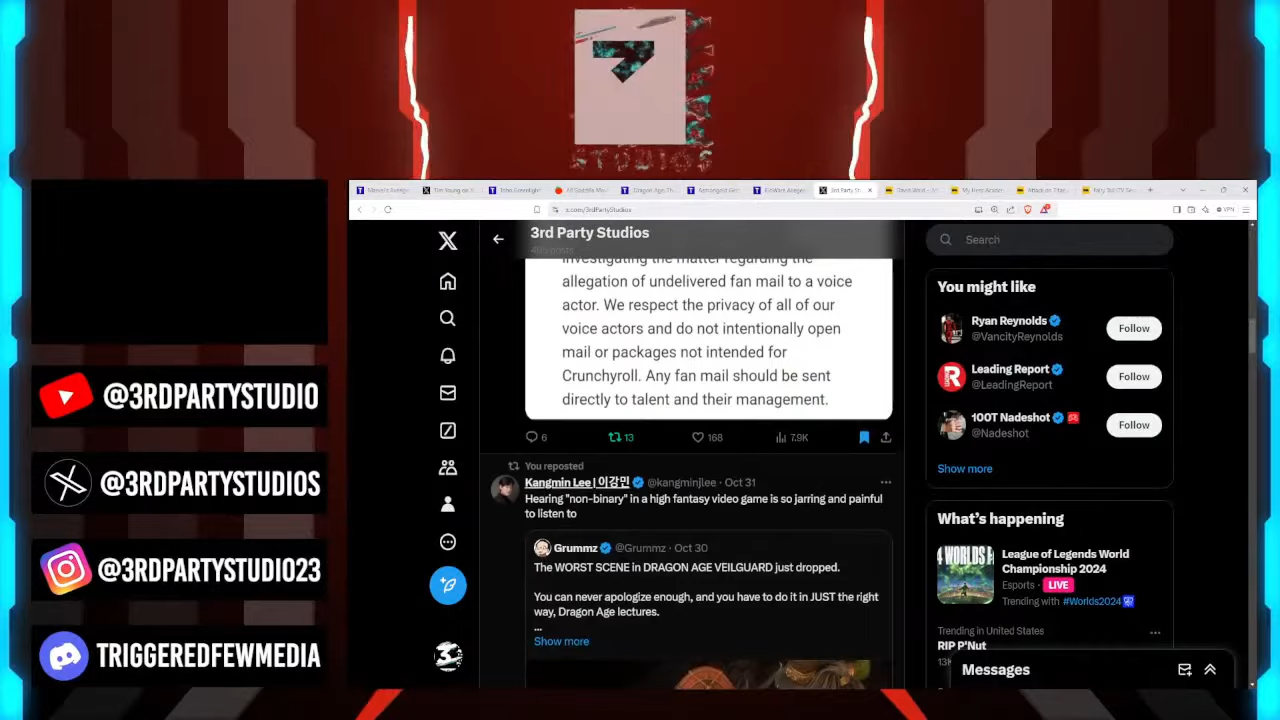 STUDIOS
@3RDPARTYSTUDIO
@3RDPARTYSTUDIOS
@3RDPARTYSTUDIO23
TRIGGEREDFEWMEDIA
3rd Party St
x.com/3rdPartyStudios
VPN
3rd Party Studios
investigating the matter regarding the
allegation of undelivered fan mail to a voice
actor. We respect the privacy of all of our
voice actors and do not intentionally open
mail or packages not intended for
Crunchyroll. Any fan mail should be sent
directly to talent and their management.
6
13
168
7.9K
You reposted
Kangmin Lee | 이강민 @kangminjlee · Oct 31
Hearing "non-binary" in a high fantasy video game is so jarring and painful
to listen to
Grummz @Grummz · Oct 30
The WORST SCENE in DRAGON AGE VEILGUARD just dropped.
You can never apologize enough, and you have to do it in JUST the right
way, Dragon Age lectures.
...
Show more
Search
You might like
Ryan Reynolds
@VancityReynolds
Follow
Leading Report
@LeadingReport
Follow
100T Nadeshot
@Nadeshot
Follow
Show more
What's happening
League of Legends World
Championship 2024
Esports · LIVE
Trending with #Worlds2024
Trending in United States
RIP P'Nut
Messages